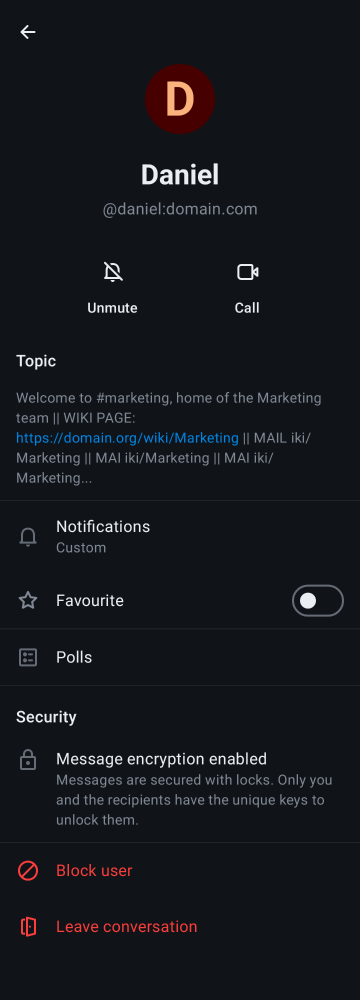 D
Daniel
@daniel:domain.com
Unmute
Call
Topic
Welcome to #marketing, home of the Marketing
team || WIKI PAGE:
https://domain.org/wiki/Marketing || MAIL iki/
Marketing || MAI iki/Marketing || MAI iki/
Marketing...
Notifications
Custom
Favourite
Polls
Security
Message encryption enabled
Messages are secured with locks. Only you
and the recipients have the unique keys to
unlock them.
Block user
Leave conversation